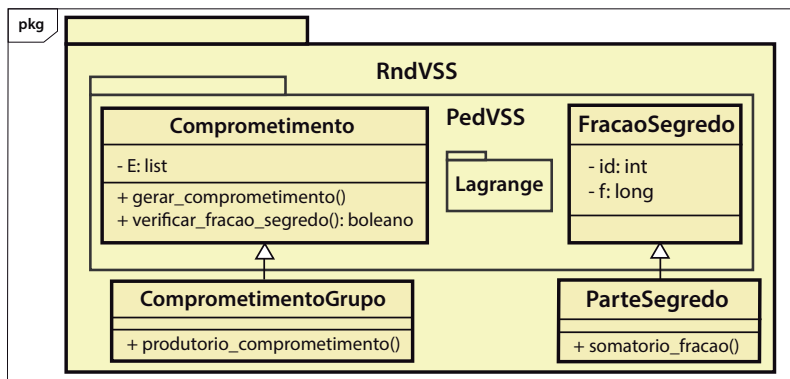 pkg
RndVSS
PedVSS
Comprometimento
- E: list
+ gerar_comprometimento()
+ verificar_fracao_segredo(): boleano
Lagrange
FracaoSegredo
- id: int
- f: long
ComprometimentoGrupo
+ produtorio_comprometimento()
ParteSegredo
+ somatorio_fracao()